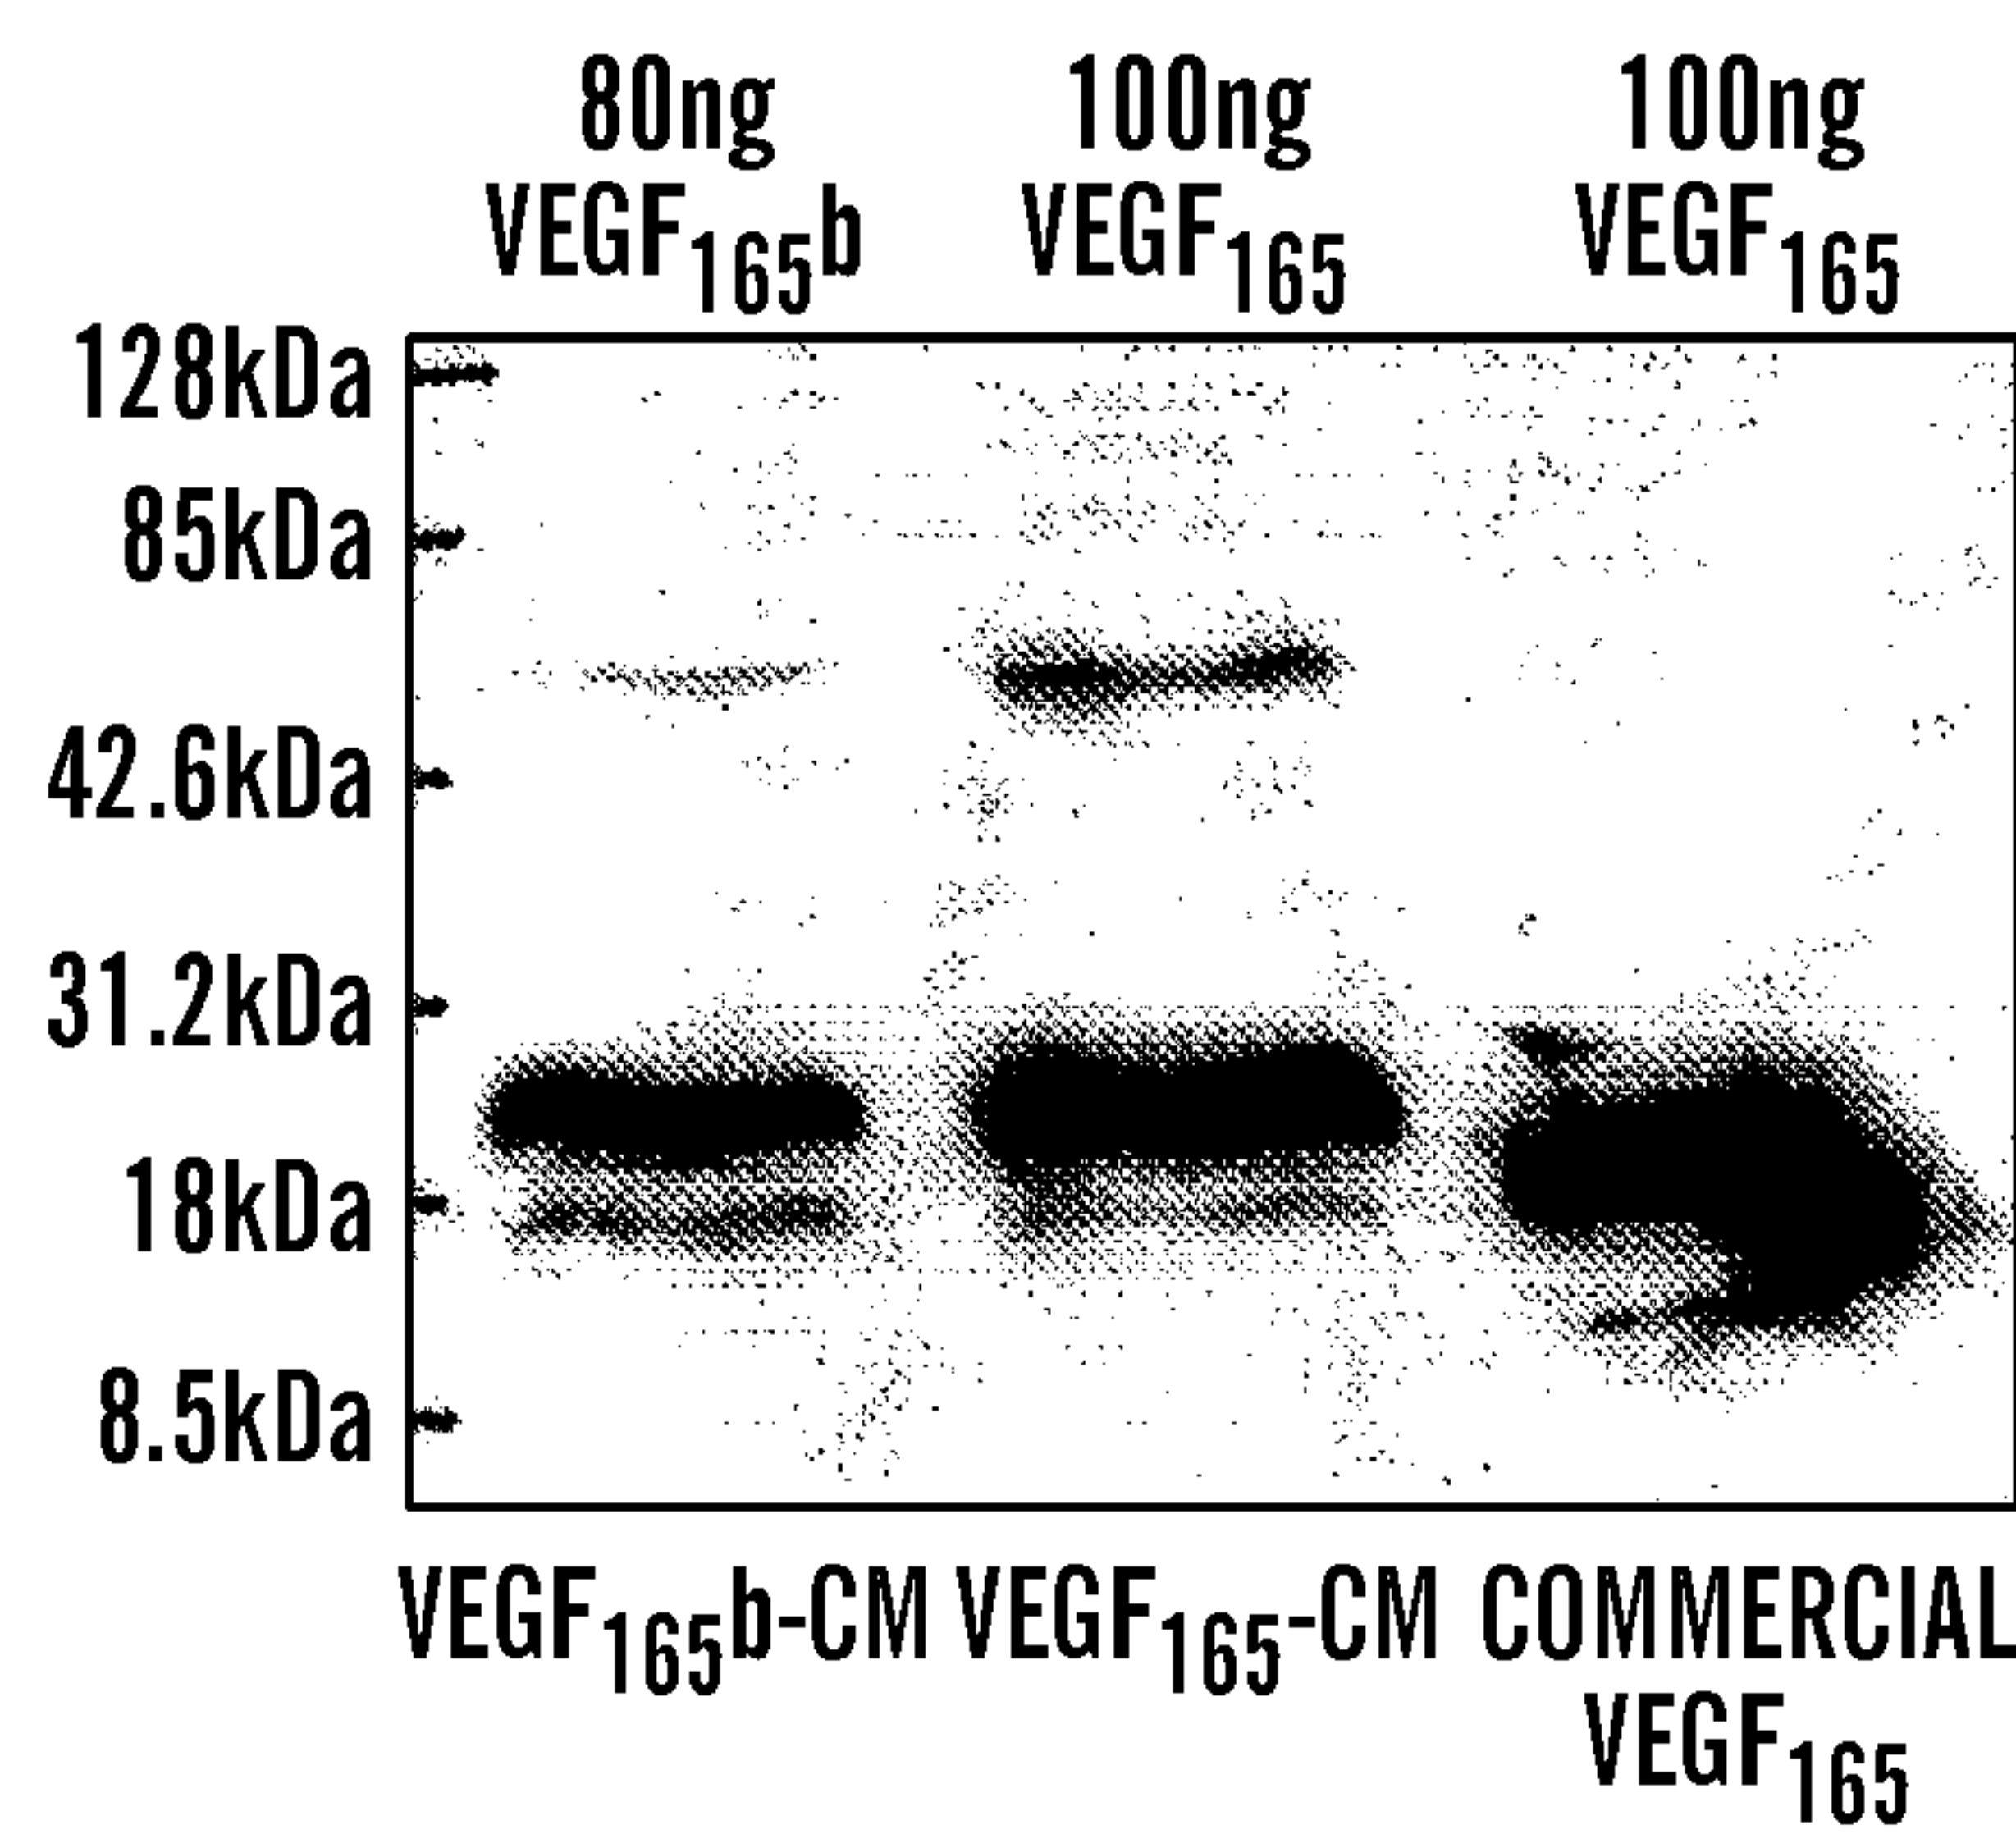 80ng 100ng 100ng
VEGF165b VEGF165 VEGF165
128kDa
85kDa
42.6kDa
31.2kDa
18kDa
8.5kDa
VEGF165b-CM VEGF165-CM COMMERCIAL
VEGF165